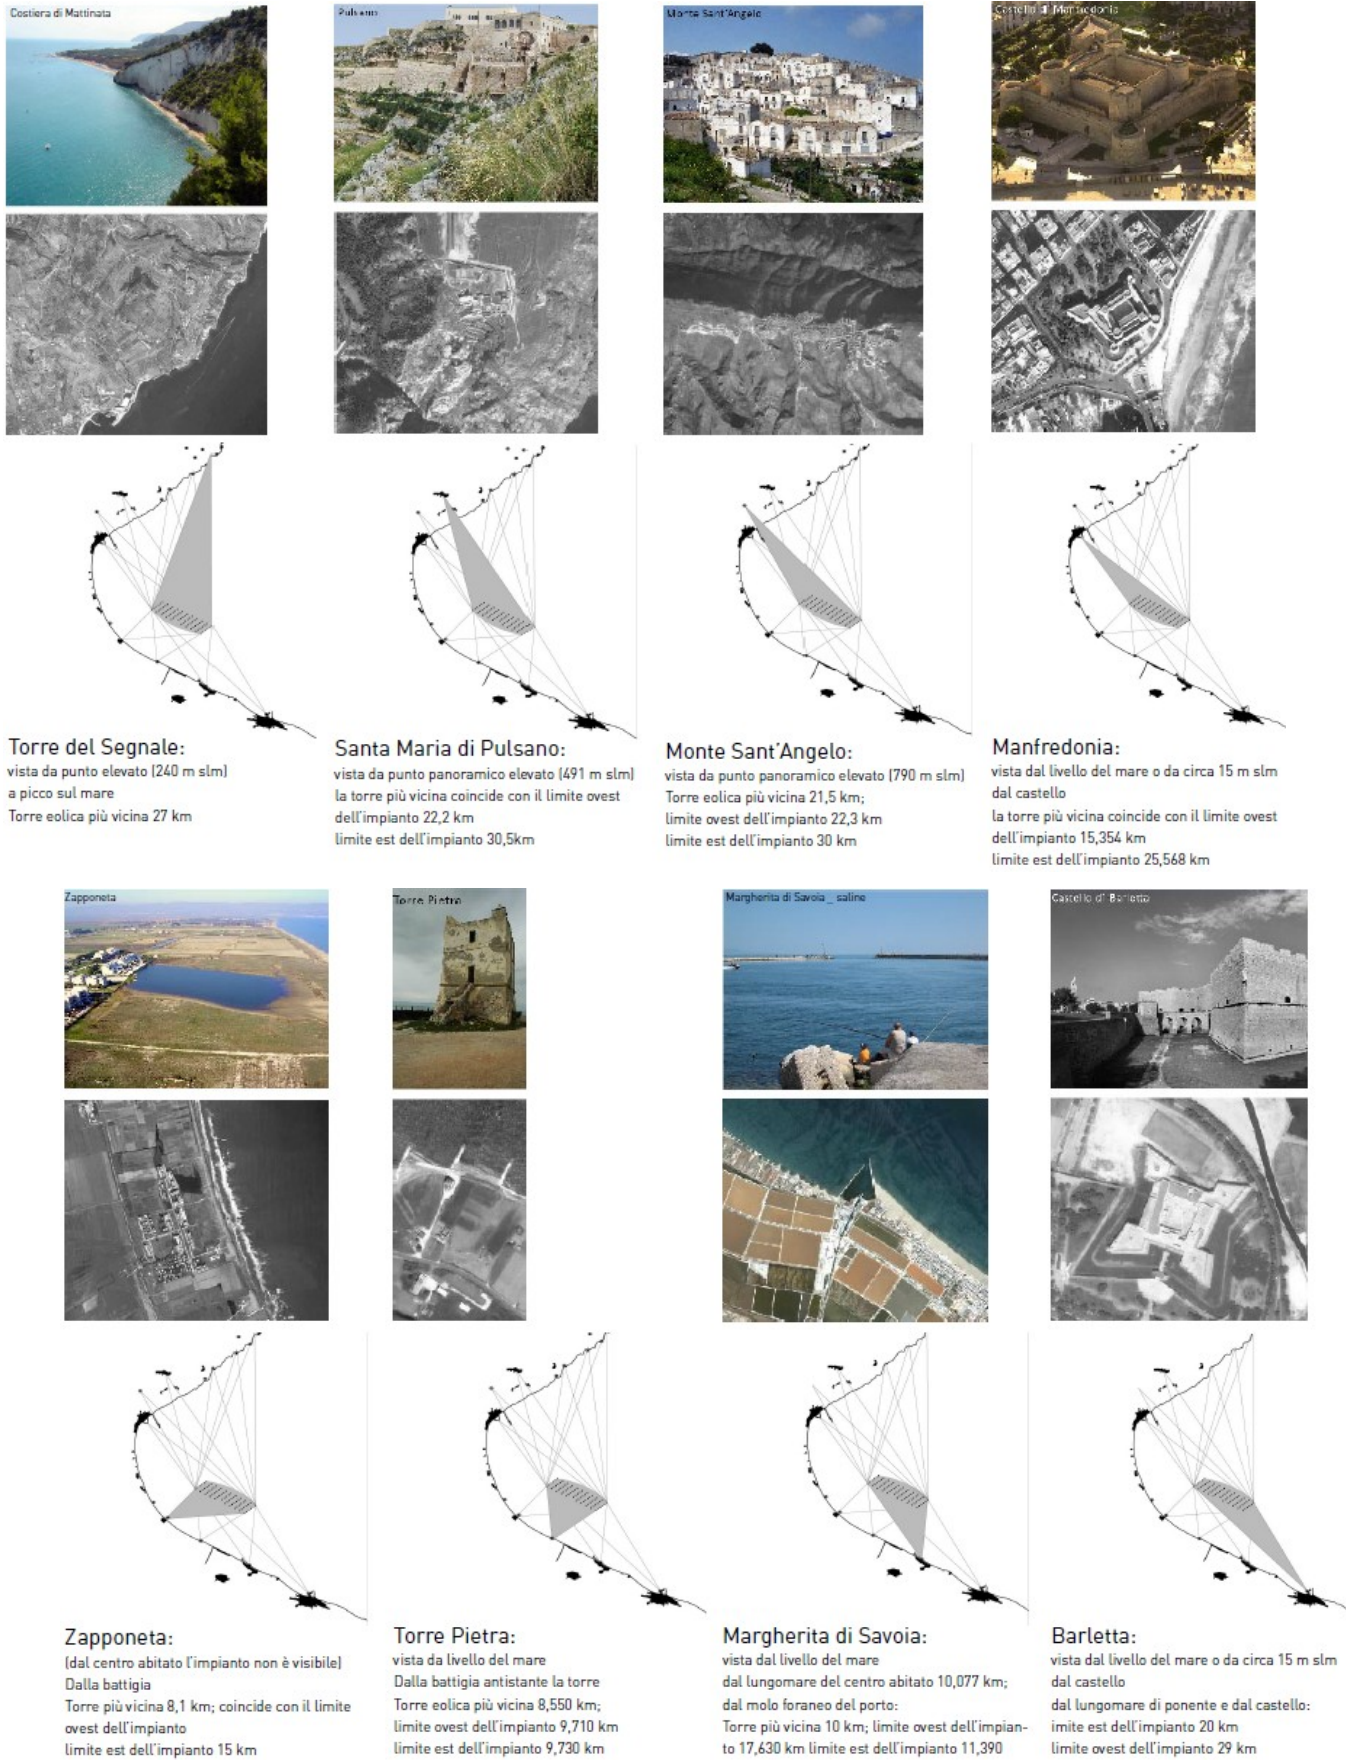 Costiera di Mattinata
Pulsano
Monte Sant'Angelo
Castello di Manfredonia
Torre del Segnale:
vista da punto elevato (240 m slm)
a picco sul mare
Torre eolica più vicina 27 km
Santa Maria di Pulsano:
vista da punto panoramico elevato (491 m slm)
la torre più vicina coincide con il limite ovest
dell'impianto 22,2 km
limite est dell'impianto 30,5km
Monte Sant'Angelo:
vista da punto panoramico elevato (790 m slm)
Torre eolica più vicina 21,5 km;
limite ovest dell'impianto 22,3 km
limite est dell'impianto 30 km
Manfredonia:
vista dal livello del mare o da circa 15 m slm
dal castello
la torre più vicina coincide con il limite ovest
dell'impianto 15,354 km
limite est dell'impianto 25,568 km
Zapponeta
Torre Pietra
Margherita di Savoia _ saline
Castello di Barletta
Zapponeta:
(dal centro abitato l'impianto non è visibile)
Dalla battigia
Torre più vicina 8,1 km; coincide con il limite
ovest dell'impianto
limite est dell'impianto 15 km
Torre Pietra:
vista da livello del mare
Dalla battigia antistante la torre
Torre eolica più vicina 8,550 km;
limite ovest dell'impianto 9,710 km
limite est dell'impianto 9,730 km
Margherita di Savoia:
vista dal livello del mare
dal lungomare del centro abitato 10,077 km;
dal molo foraneo del porto:
Torre più vicina 10 km; limite ovest dell'impian-
to 17,630 km limite est dell'impianto 11,390
Barletta:
vista dal livello del mare o da circa 15 m slm
dal castello
dal lungomare di ponente e dal castello:
imite est dell'impianto 20 km
limite ovest dell'impianto 29 km